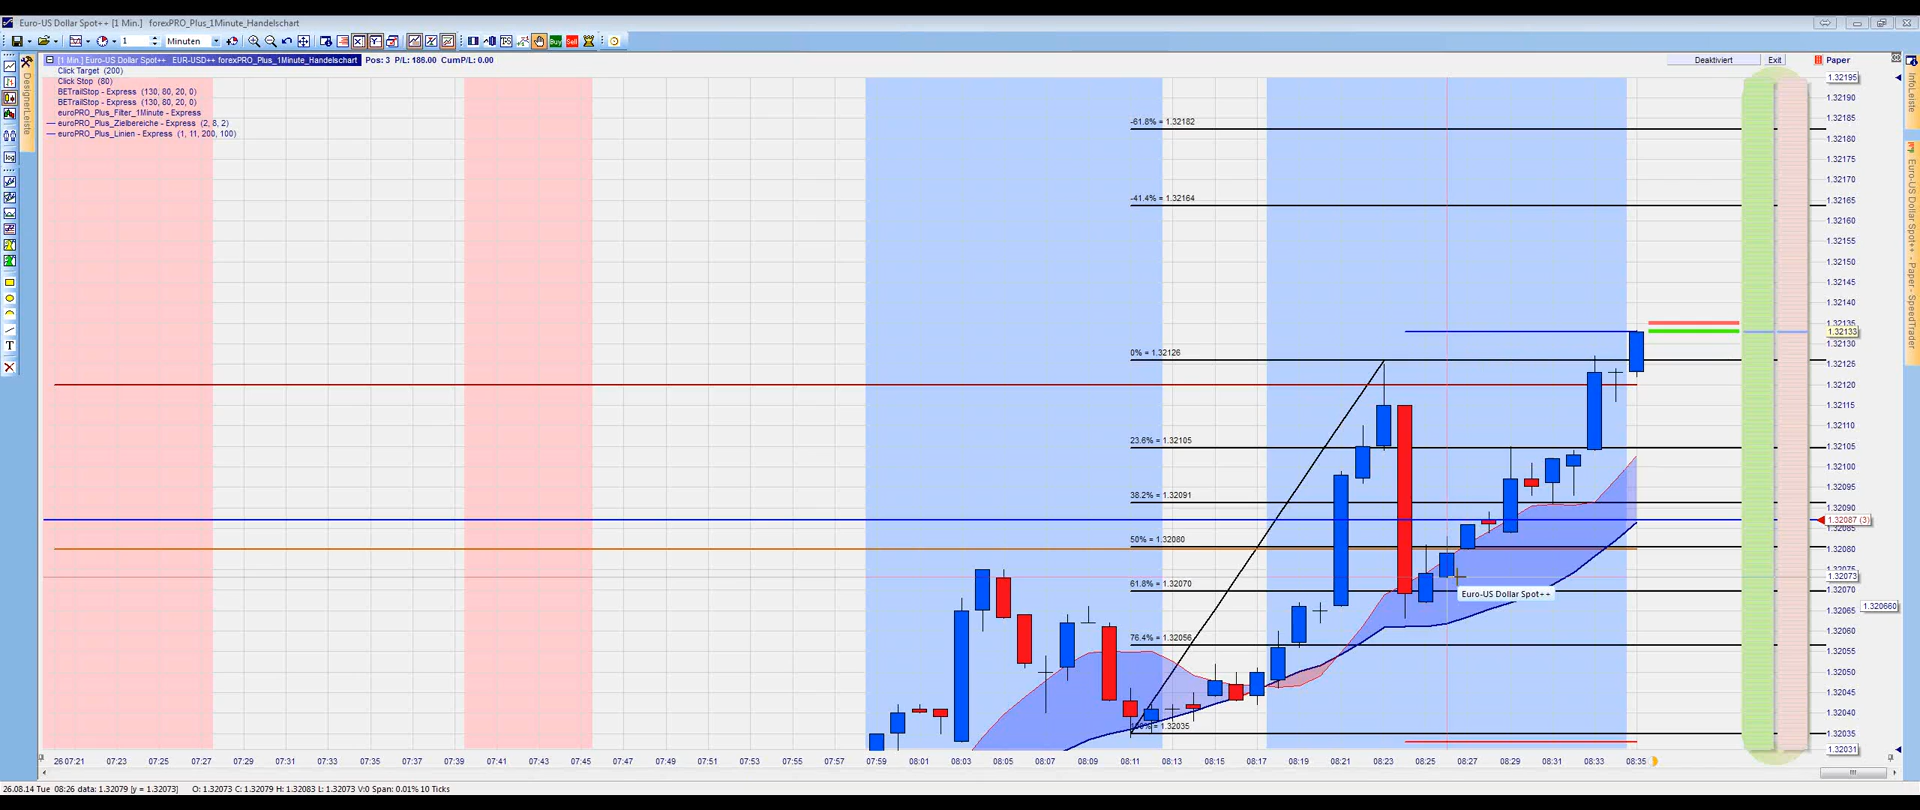 Euro-US Dollar Spot++ [1 Min.] forexPRO_Plus_1Minute_Handelschart
1 Minuten
Buy Sell
[1 Min.] Euro-US Dollar Spot++ EUR-USD++ forexPRO_Plus_1Minute_Handelschart Pos: 3 P/L: 186.00 CumP/L: 0.00
Deaktiviert Exit Paper
Click Target (200)
Click Stop (80)
BETrailStop - Express (130, 80, 20, 0)
BETrailStop - Express (130, 80, 20, 0)
euroPRO_Plus_Filter_1Minute - Express
euroPRO_Plus_Zielbereiche - Express (2, 8, 2)
euroPRO_Plus_Linien - Express (1, 11, 200, 100)
DesignerLeiste
log
T
-61.8% = 1.32182
-41.4% = 1.32164
0% = 1.32126
23.6% = 1.32105
38.2% = 1.32091
50% = 1.32080
61.8% = 1.32070
76.4% = 1.32056
100% = 1.32035
Euro-US Dollar Spot++
1.32195
1.32190
1.32185
1.32180
1.32175
1.32170
1.32165
1.32160
1.32155
1.32150
1.32145
1.32140
1.32135
1.32133
1.32130
1.32125
1.32120
1.32115
1.32110
1.32105
1.32100
1.32095
1.32090
1.32087 (3)
1.32085
1.32080
1.32075
1.32073
1.32070
1.32065
1.320660
1.32060
1.32055
1.32050
1.32045
1.32040
1.32035
1.32031
InfoLeiste
Euro-US Dollar Spot++ - Paper - SpeedTrader
26 07:21 07:23 07:25 07:27 07:29 07:31 07:33 07:35 07:37 07:39 07:41 07:43 07:45 07:47 07:49 07:51 07:53 07:55 07:57 07:59 08:01 08:03 08:05 08:07 08:09 08:11 08:13 08:15 08:17 08:19 08:21 08:23 08:25 08:27 08:29 08:31 08:33 08:35
26.08.14 Tue 08:26 data: 1.32079 [y = 1.32073] O: 1.32073 C: 1.32079 H: 1.32083 L: 1.32073 V:0 Span: 0.01% 10 Ticks